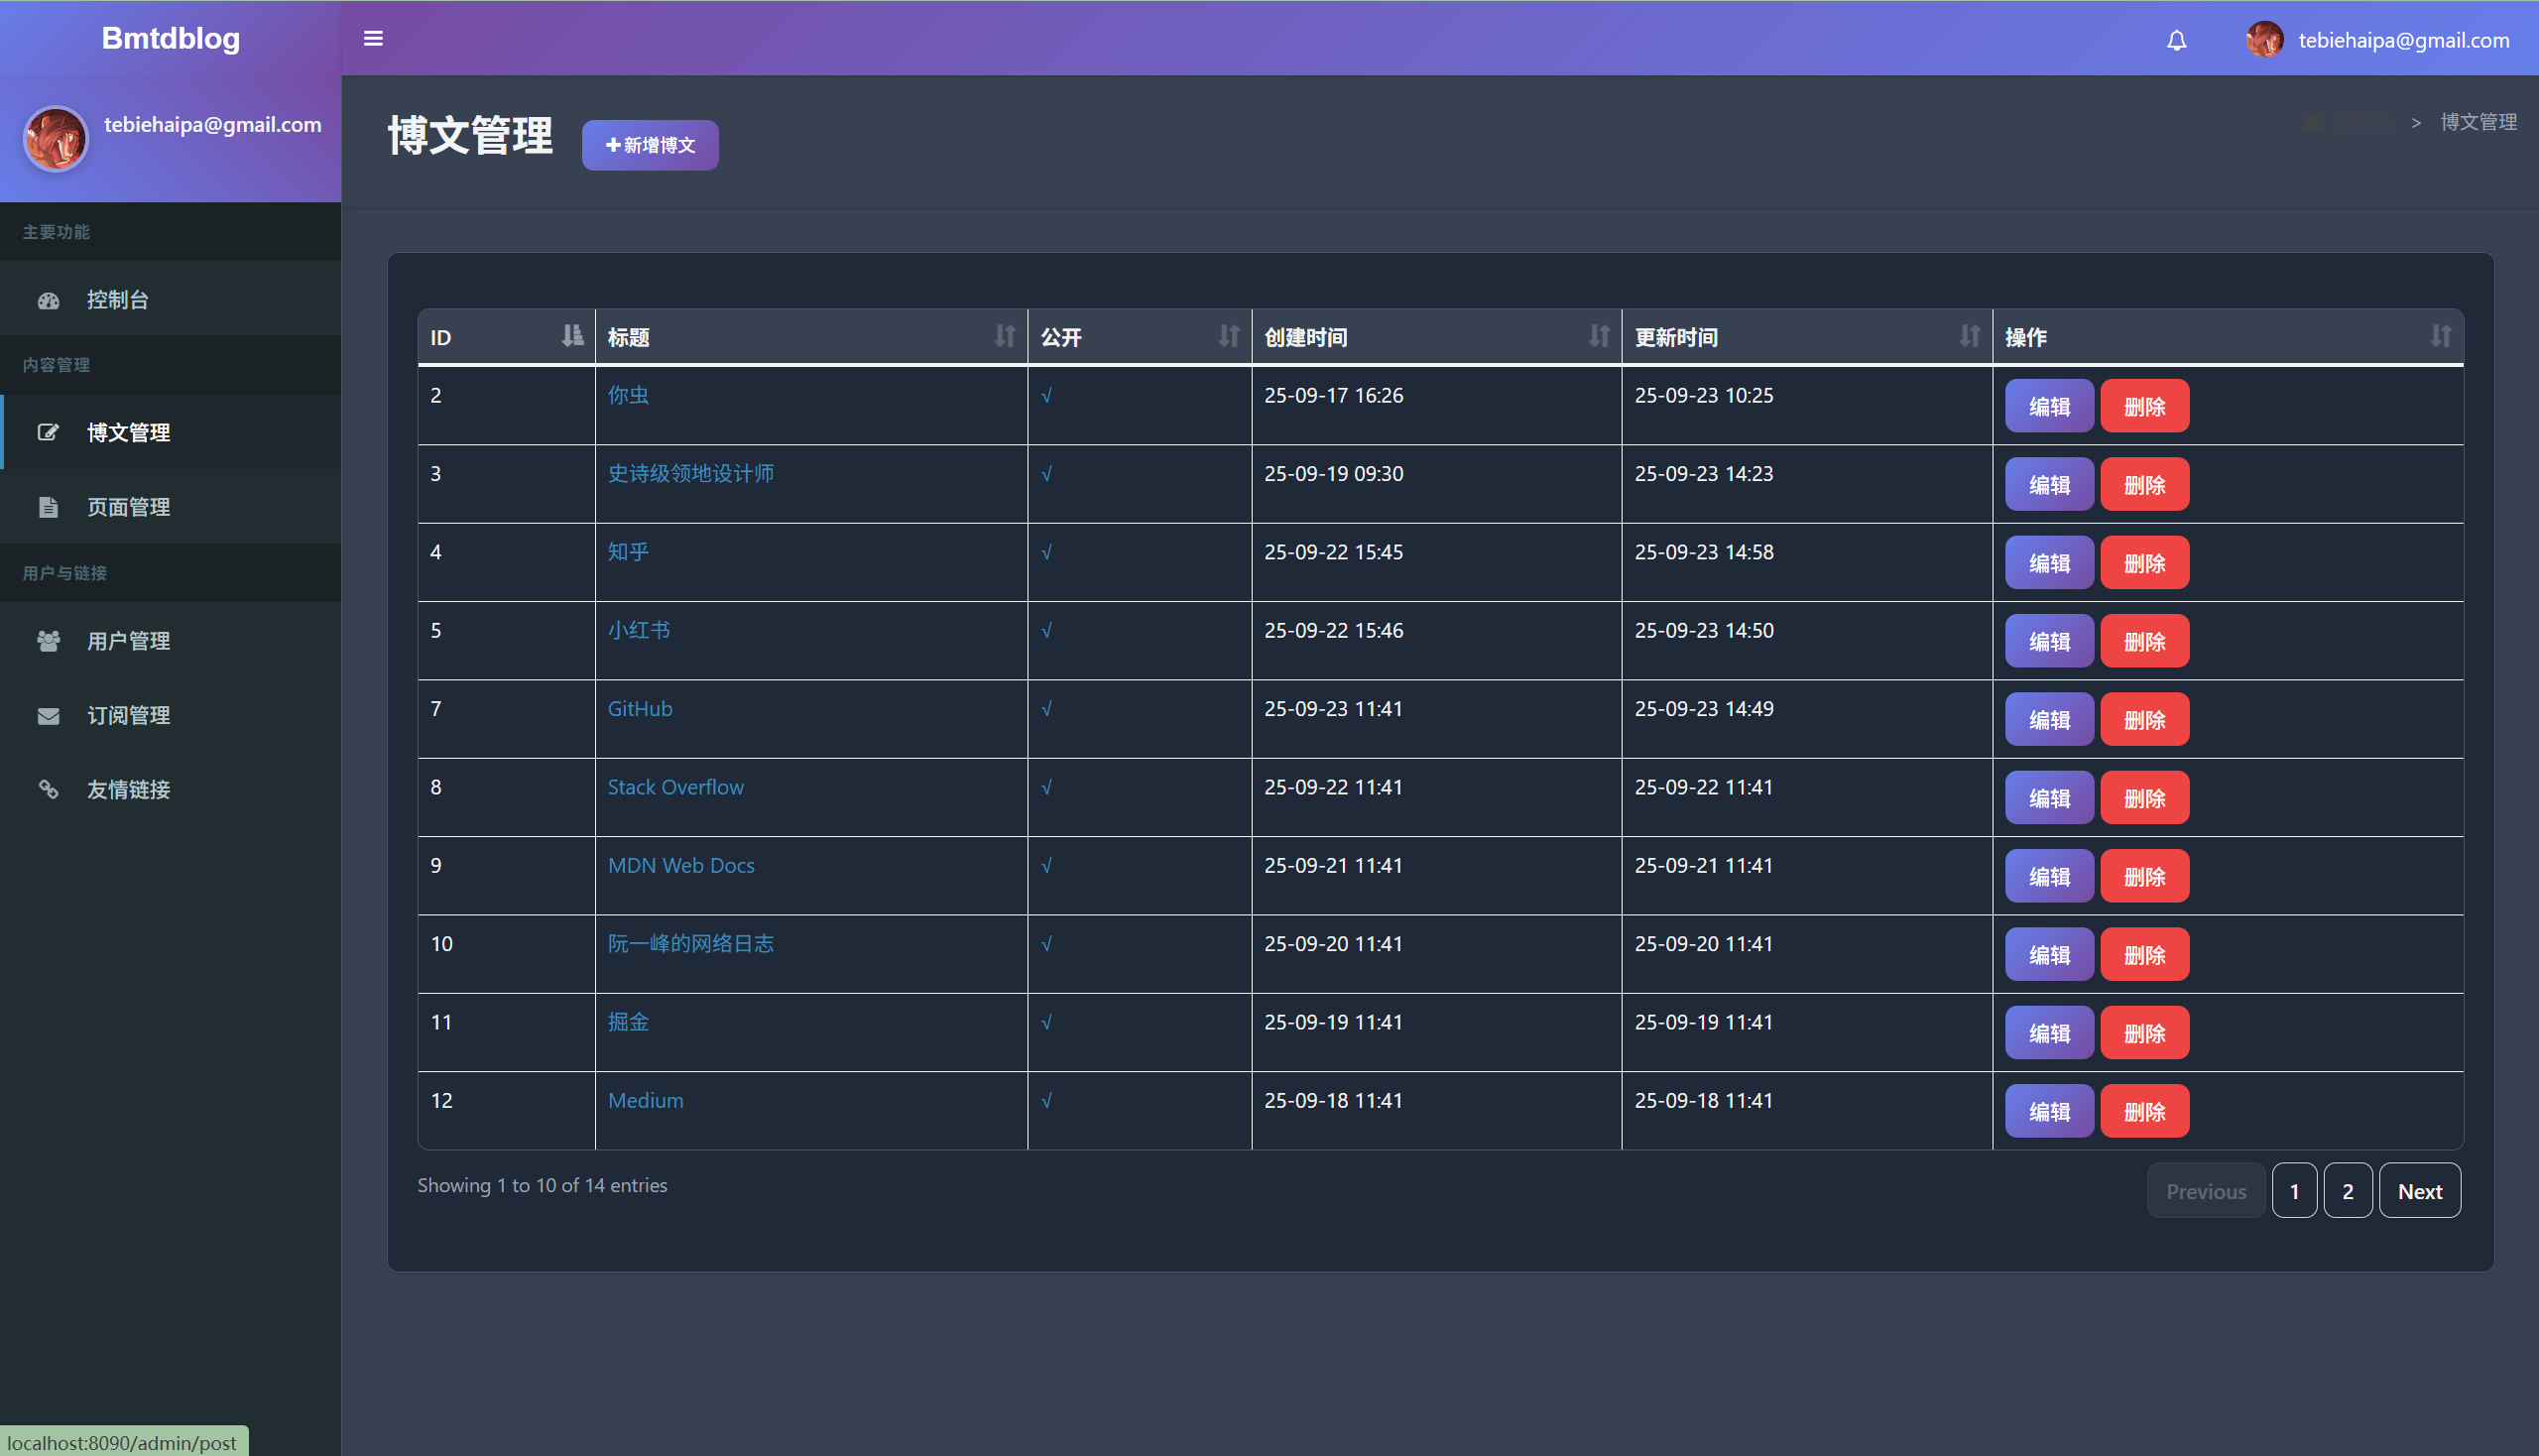 Bmtdblog
tebiehaipa@gmail.com
tebiehaipa@gmail.com
主要功能
控制台
内容管理
博文管理
页面管理
用户与链接
用户管理
订阅管理
友情链接
博文管理 新增博文
控制台 > 博文管理
ID 标题 公开 创建时间 更新时间 操作
2 你虫 √ 25-09-17 16:26 25-09-23 10:25 编辑 删除
3 史诗级领地设计师 √ 25-09-19 09:30 25-09-23 14:23 编辑 删除
4 知乎 √ 25-09-22 15:45 25-09-23 14:58 编辑 删除
5 小红书 √ 25-09-22 15:46 25-09-23 14:50 编辑 删除
7 GitHub √ 25-09-23 11:41 25-09-23 14:49 编辑 删除
8 Stack Overflow √ 25-09-22 11:41 25-09-22 11:41 编辑 删除
9 MDN Web Docs √ 25-09-21 11:41 25-09-21 11:41 编辑 删除
10 阮一峰的网络日志 √ 25-09-20 11:41 25-09-20 11:41 编辑 删除
11 掘金 √ 25-09-19 11:41 25-09-19 11:41 编辑 删除
12 Medium √ 25-09-18 11:41 25-09-18 11:41 编辑 删除
Showing 1 to 10 of 14 entries
Previous 1 2 Next
localhost:8090/admin/post